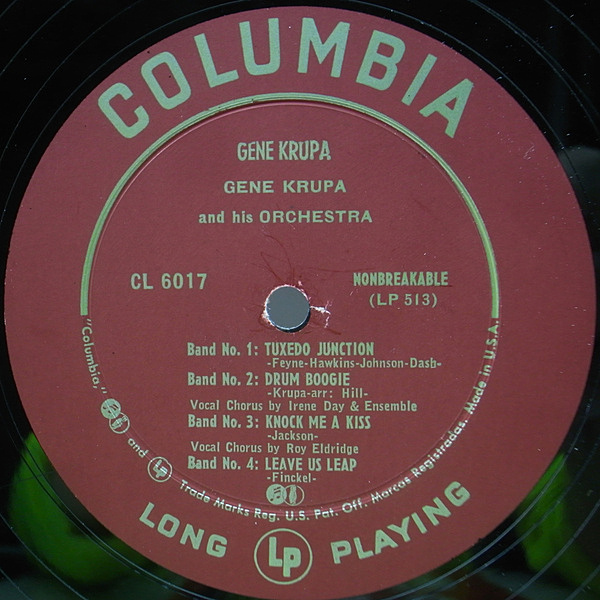 COLUMBIA
GENE KRUPA
GENE KRUPA
and his ORCHESTRA
CL 6017
NONBREAKABLE
(LP 513)
Band No. 1: TUXEDO JUNCTION
-Feyne-Hawkins-Johnson-Dash-
Band No. 2: DRUM BOOGIE
-Krupa-arr: Hill-
Vocal Chorus by Irene Day & Ensemble
Band No. 3: KNOCK ME A KISS
-Jackson-
Vocal Chorus by Roy Eldridge
Band No. 4: LEAVE US LEAP
-Finckel-
"Columbia," and LP Trade Marks Reg. U.S. Pat. Off. Marcas Registradas. Made in U.S.A.
LONG LP PLAYING